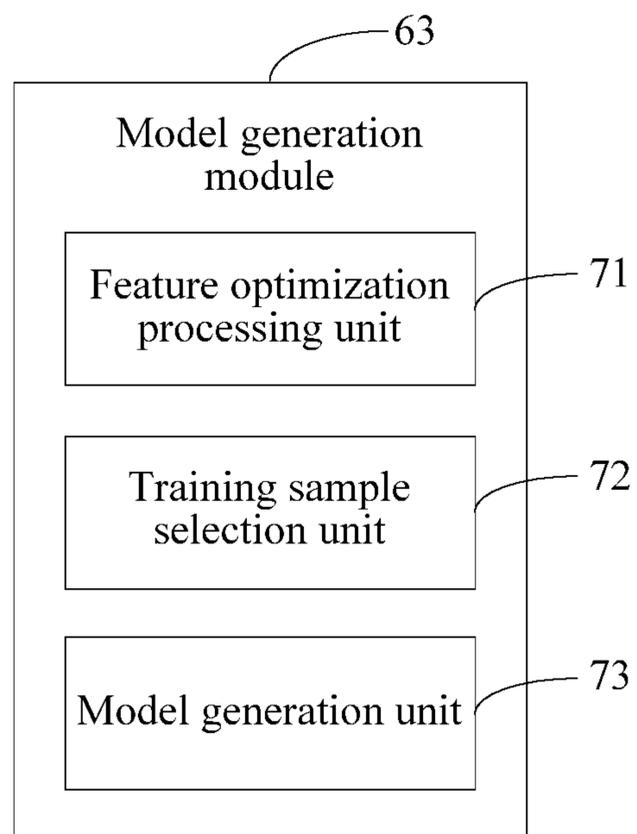 63
Model generation
module
Feature optimization
processing unit
71
Training sample
selection unit
72
Model generation unit
73